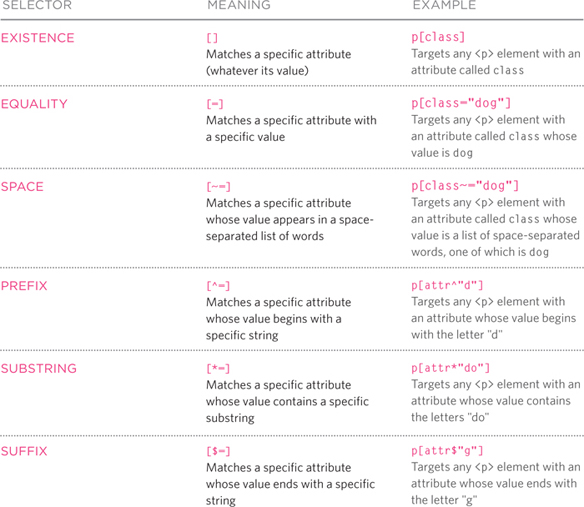 SELECTOR MEANING EXAMPLE
EXISTENCE [] p[class]
Matches a specific attribute Targets any <p> element with an
(whatever its value) attribute called class
EQUALITY [=] p[class="dog"]
Matches a specific attribute with Targets any <p> element with
a specific value an attribute called class whose
value is dog
SPACE [~=] p[class~="dog"]
Matches a specific attribute Targets any <p> element with
whose value appears in a space- an attribute called class whose
separated list of words value is a list of space-separated
words, one of which is dog
PREFIX [^=] p[attr^"d"]
Matches a specific attribute Targets any <p> element with
whose value begins with a an attribute whose value begins
specific string with the letter "d"
SUBSTRING [*=] p[attr*"do"]
Matches a specific attribute Targets any <p> element with an
whose value contains a specific attribute whose value contains
substring the letters "do"
SUFFIX [$=] p[attr$"g"]
Matches a specific attribute Targets any <p> element with an
whose value ends with a specific attribute whose value ends with
string the letter "g"